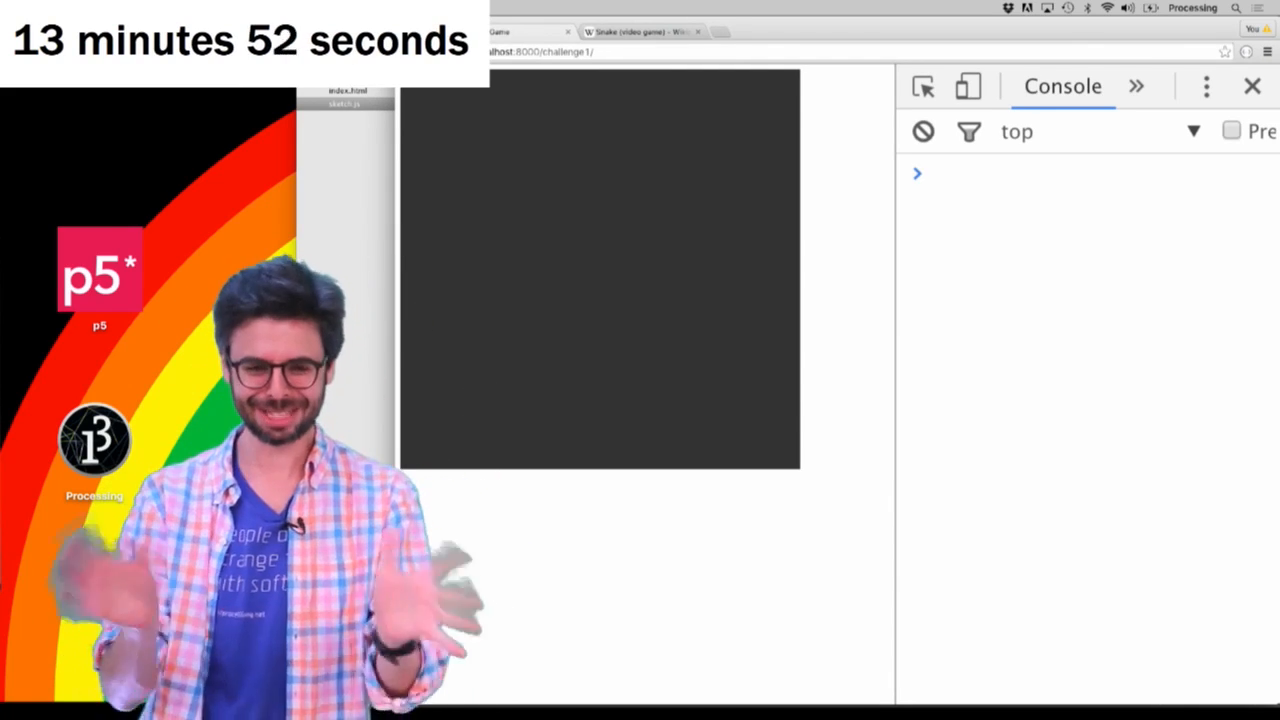 13 minutes 52 seconds
Processing
Game
Snake (video game) - Wiki
You
alhost:8000/challenge1/
index.html
sketch.js
Console
top
Pre
p5*
p5
Processing
eople
range
ith soft